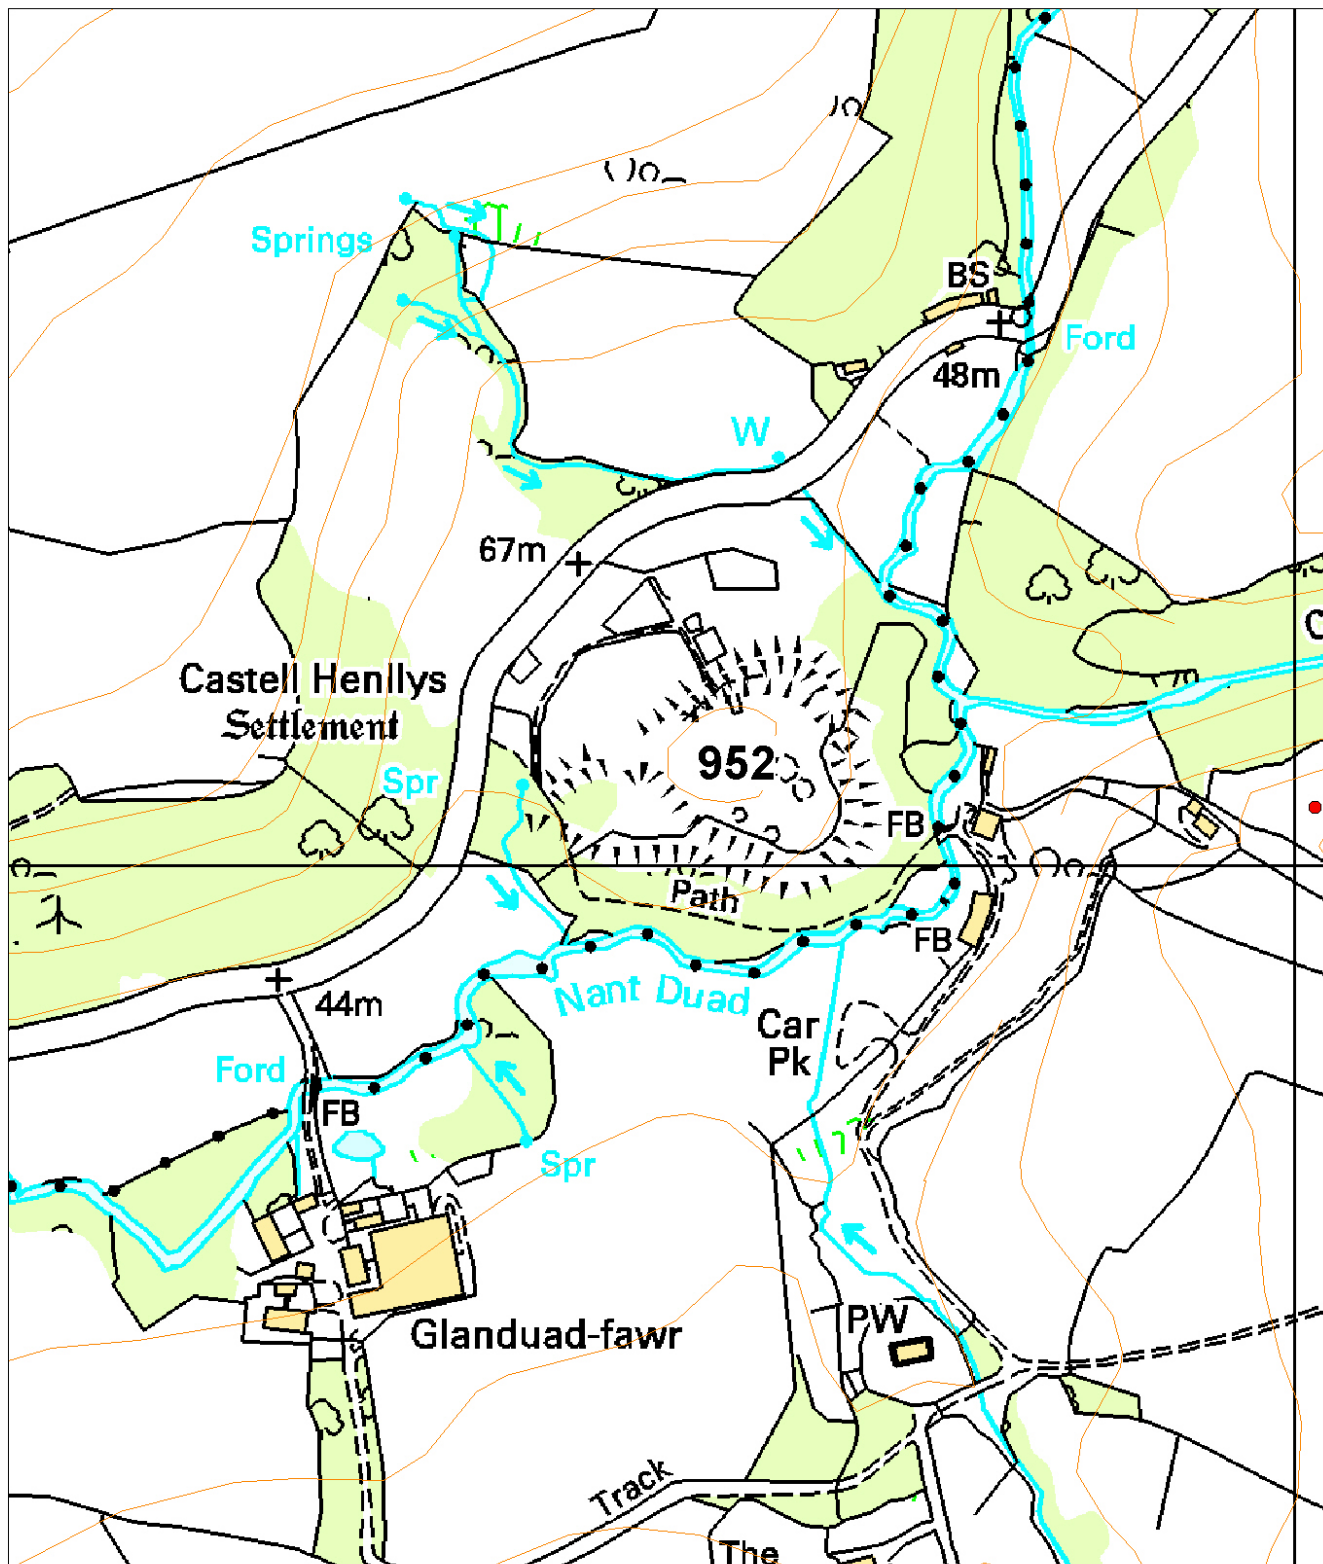 Springs
BS
Ford
48m
W
67m
C
Castell Henllys
Settlement
952
Spr
FB
Path
FB
Nant Duad
44m
Car
Pk
Ford
FB
Spr
PW
Glanduad-fawr
Track
The